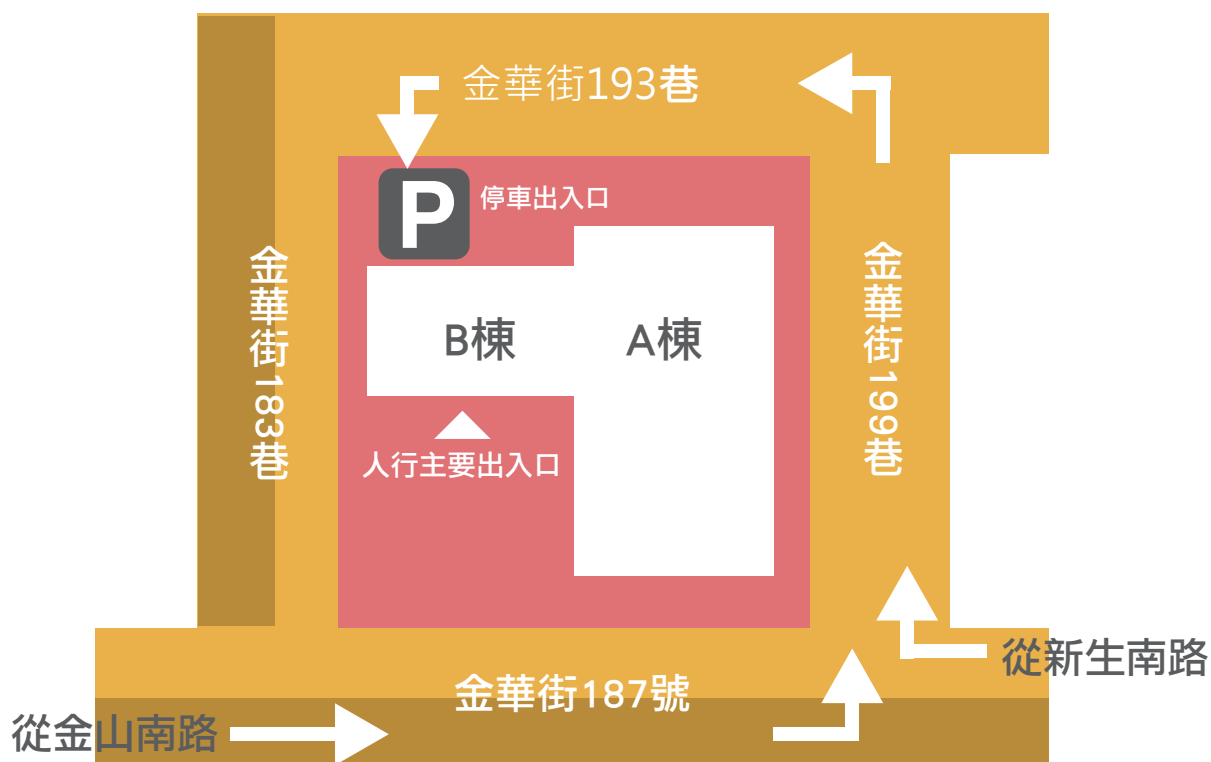 金華街193巷
P
停車出入口
金華街183巷
B棟
A棟
金華街199巷
人行主要出入口
從新生南路
金華街187號
從金山南路